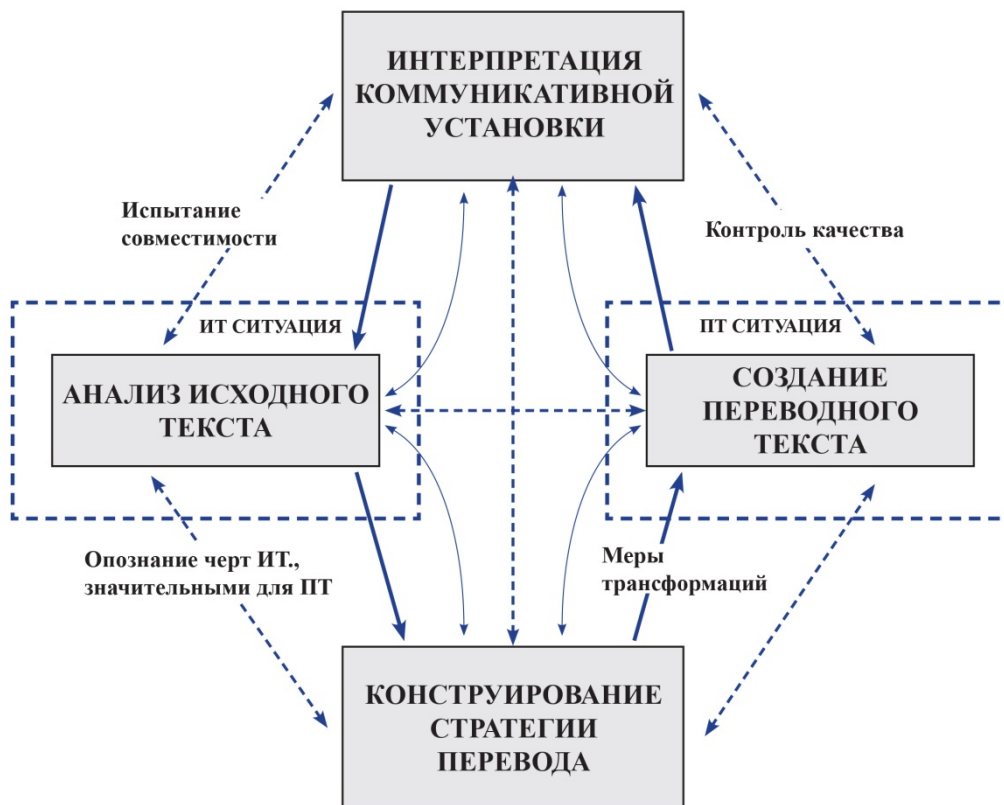 ИНТЕРПРЕТАЦИЯ
КОММУНИКАТИВНОЙ
УСТАНОВКИ
Испытание
совместимости
Контроль качества
ИТ СИТУАЦИЯ
АНАЛИЗ ИСХОДНОГО
ТЕКСТА
ПТ СИТУАЦИЯ
СОЗДАНИЕ
ПЕРЕВОДНОГО
ТЕКСТА
Опознание черт ИТ.,
значительными для ПТ
Меры
трансформаций
КОНСТРУИРОВАНИЕ
СТРАТЕГИИ
ПЕРЕВОДА